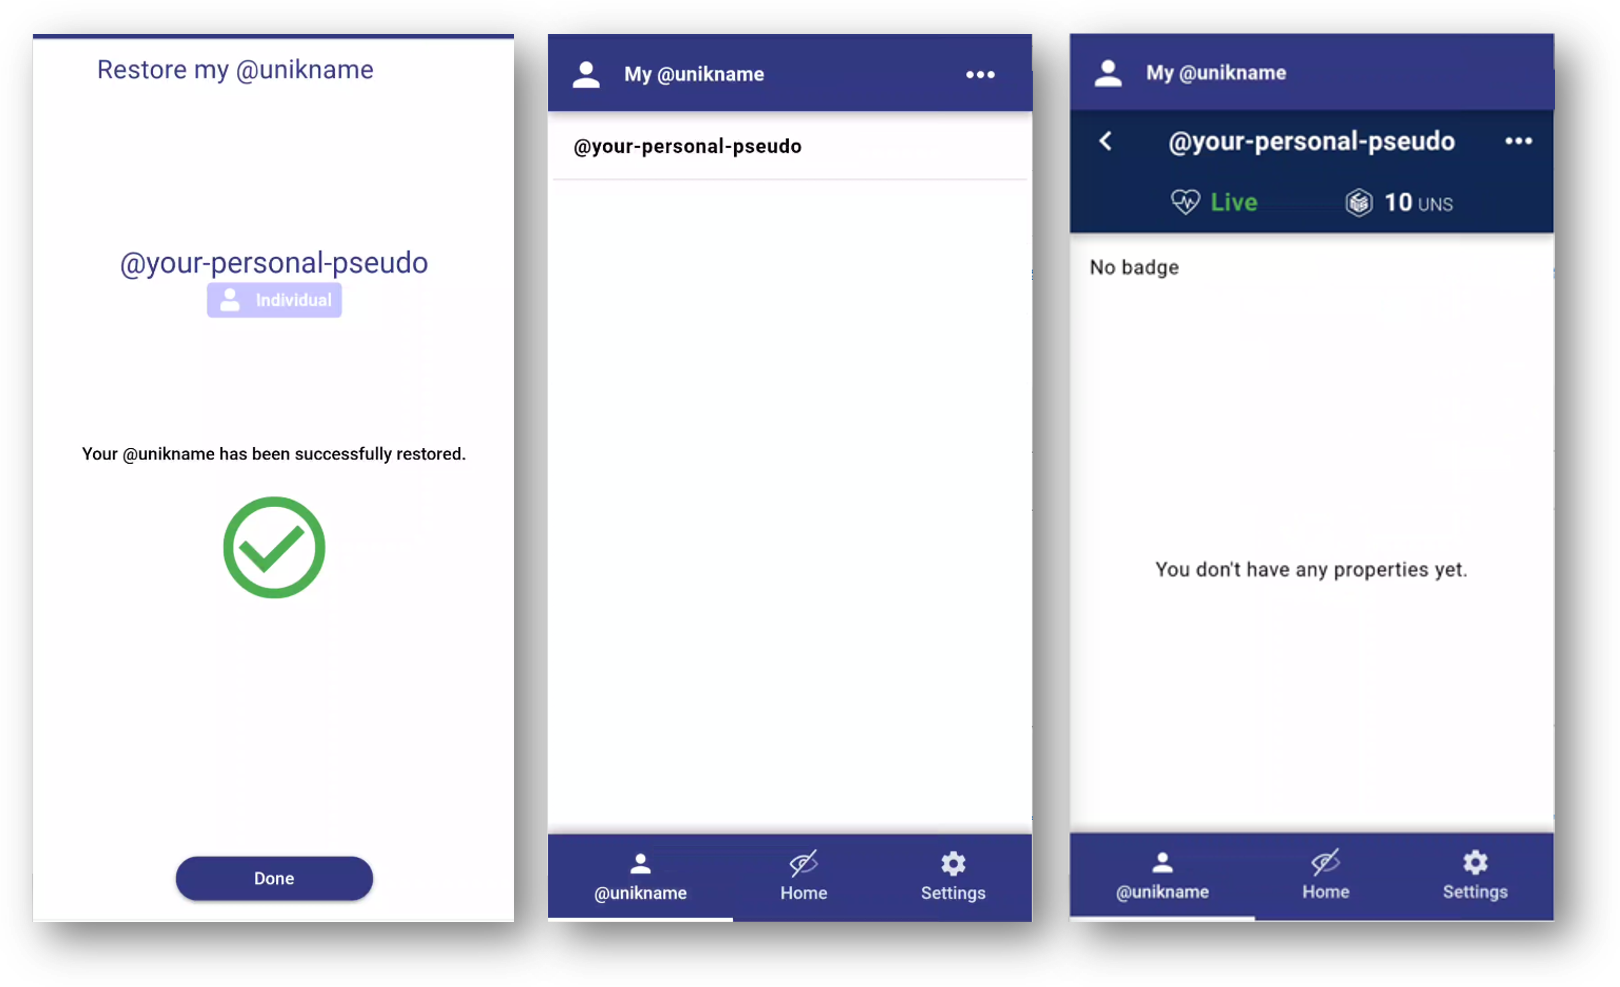 Restore my @unikname
@your-personal-pseudo
Individual
Your @unikname has been successfully restored.
Done
My @unikname
@your-personal-pseudo
@unikname
Home
Settings
My @unikname
@your-personal-pseudo
Live
10 UNS
No badge
You don't have any properties yet.
@unikname
Home
Settings